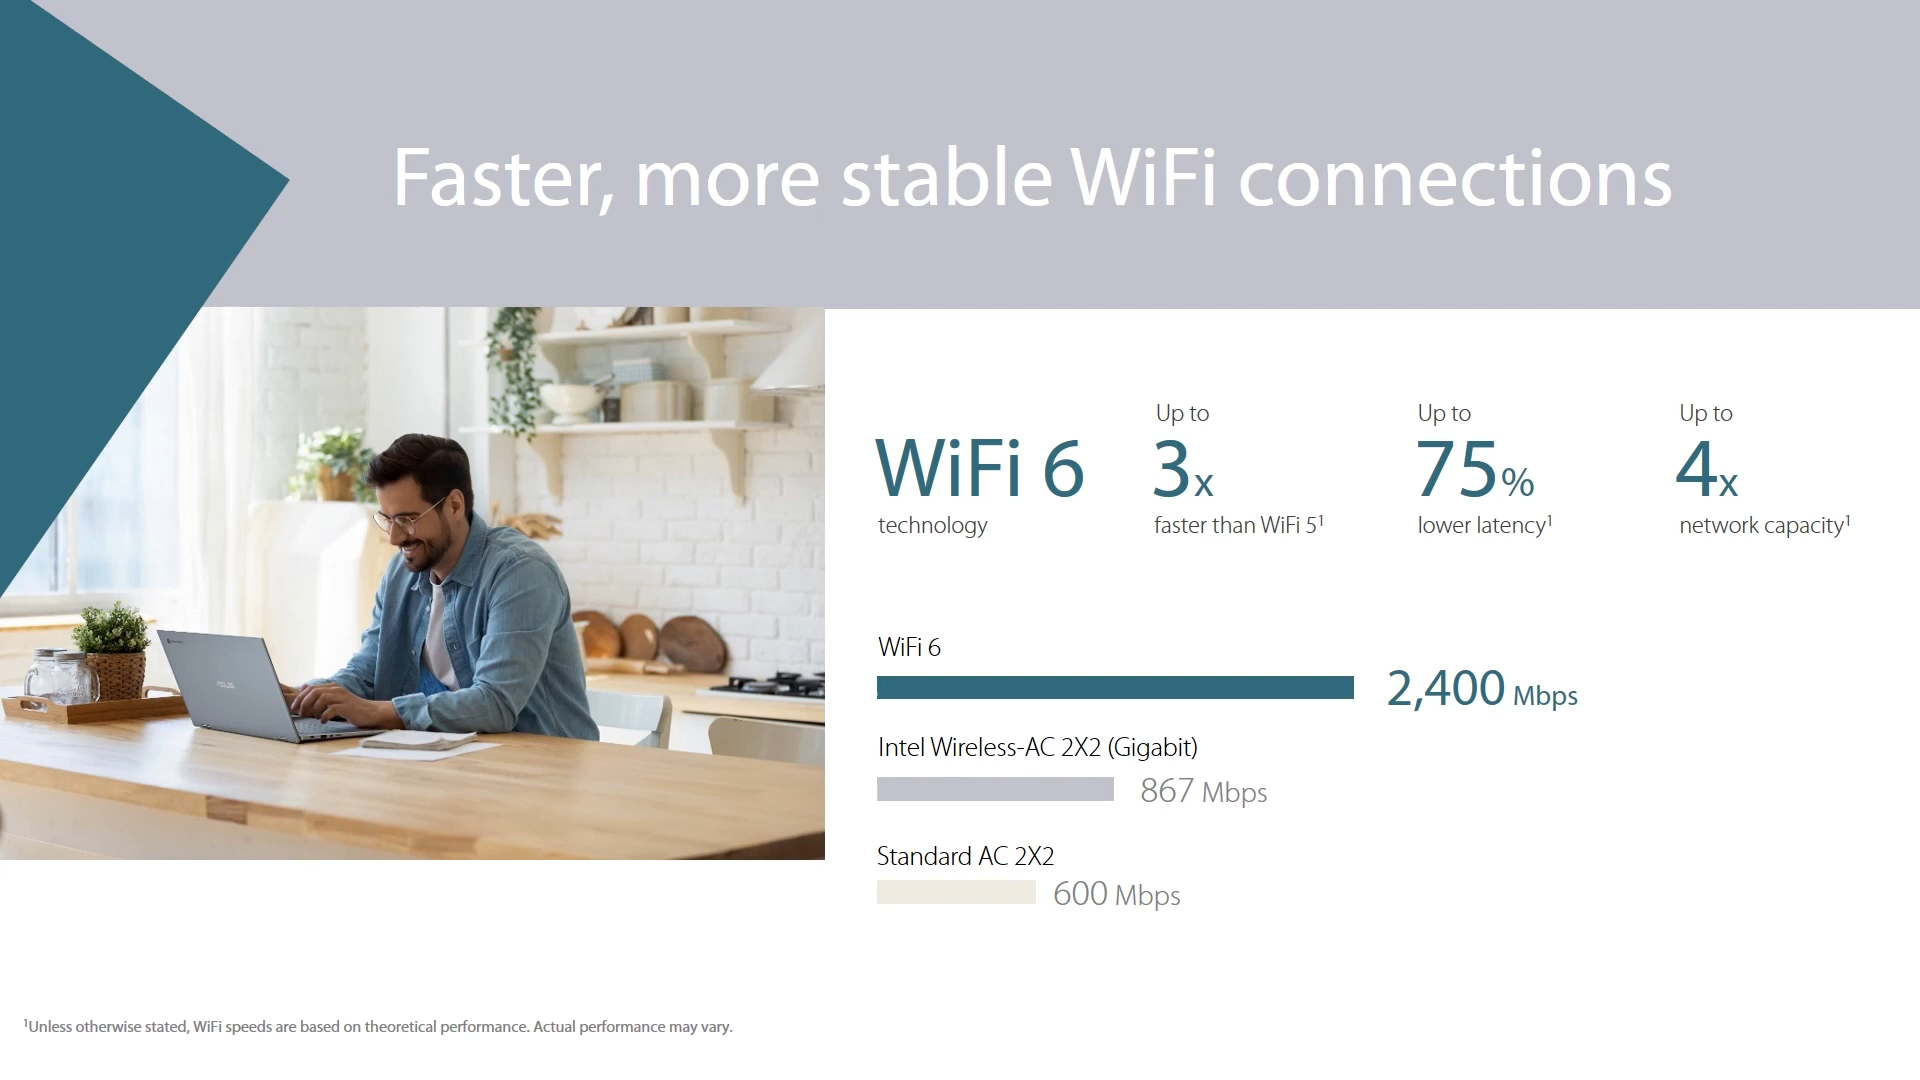 Faster, more stable WiFi connections
WiFi 6
technology
Up to
3x
faster than WiFi 5¹
Up to
75%
lower latency¹
Up to
4x
network capacity¹
WiFi 6
2,400 Mbps
Intel Wireless-AC 2X2 (Gigabit)
867 Mbps
Standard AC 2X2
600 Mbps
ASUS
¹Unless otherwise stated, WiFi speeds are based on theoretical performance. Actual performance may vary.